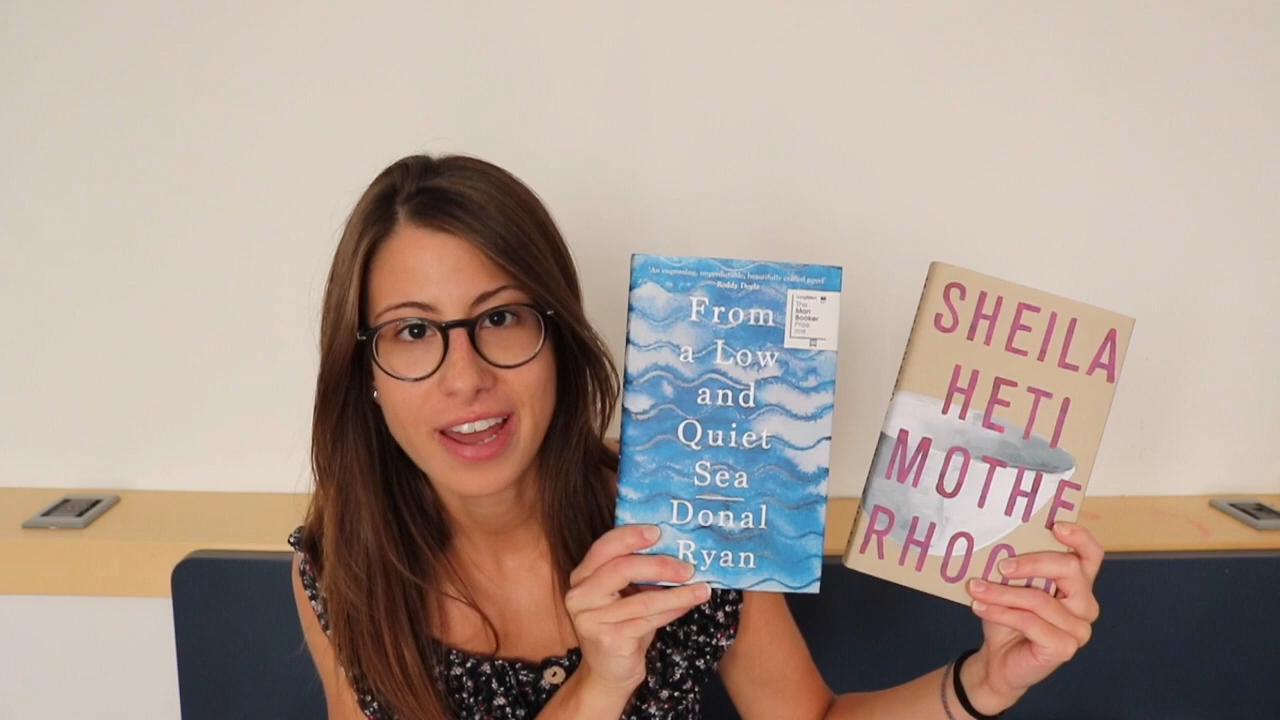 'An engrossing, unpredictable, beautifully crafted novel'
Roddy Doyle
From
a Low
and
Quiet
Sea
Donal
Ryan
Longlisted
The
Man
Booker
Prize
2018
SHEILA
HETI
MOTHE
RHOO